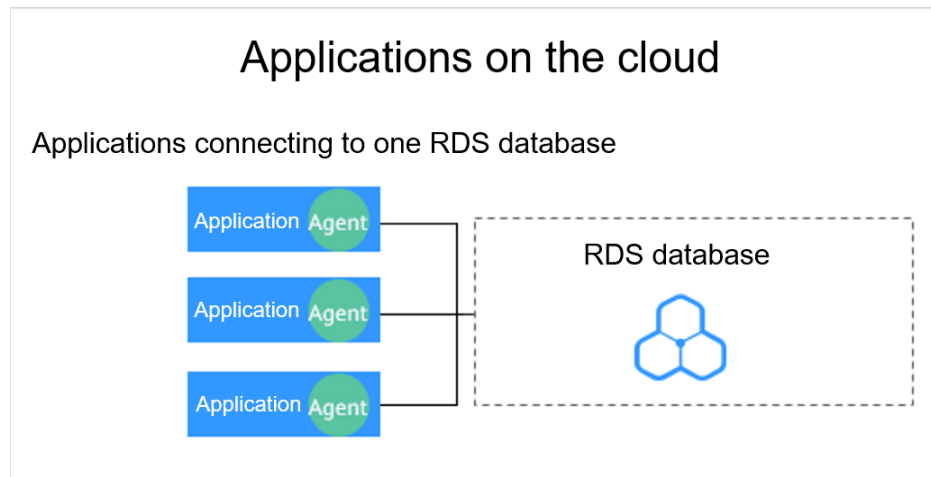 Applications on the cloud
Applications connecting to one RDS database
Application Agent
RDS database
Application Agent
Application Agent